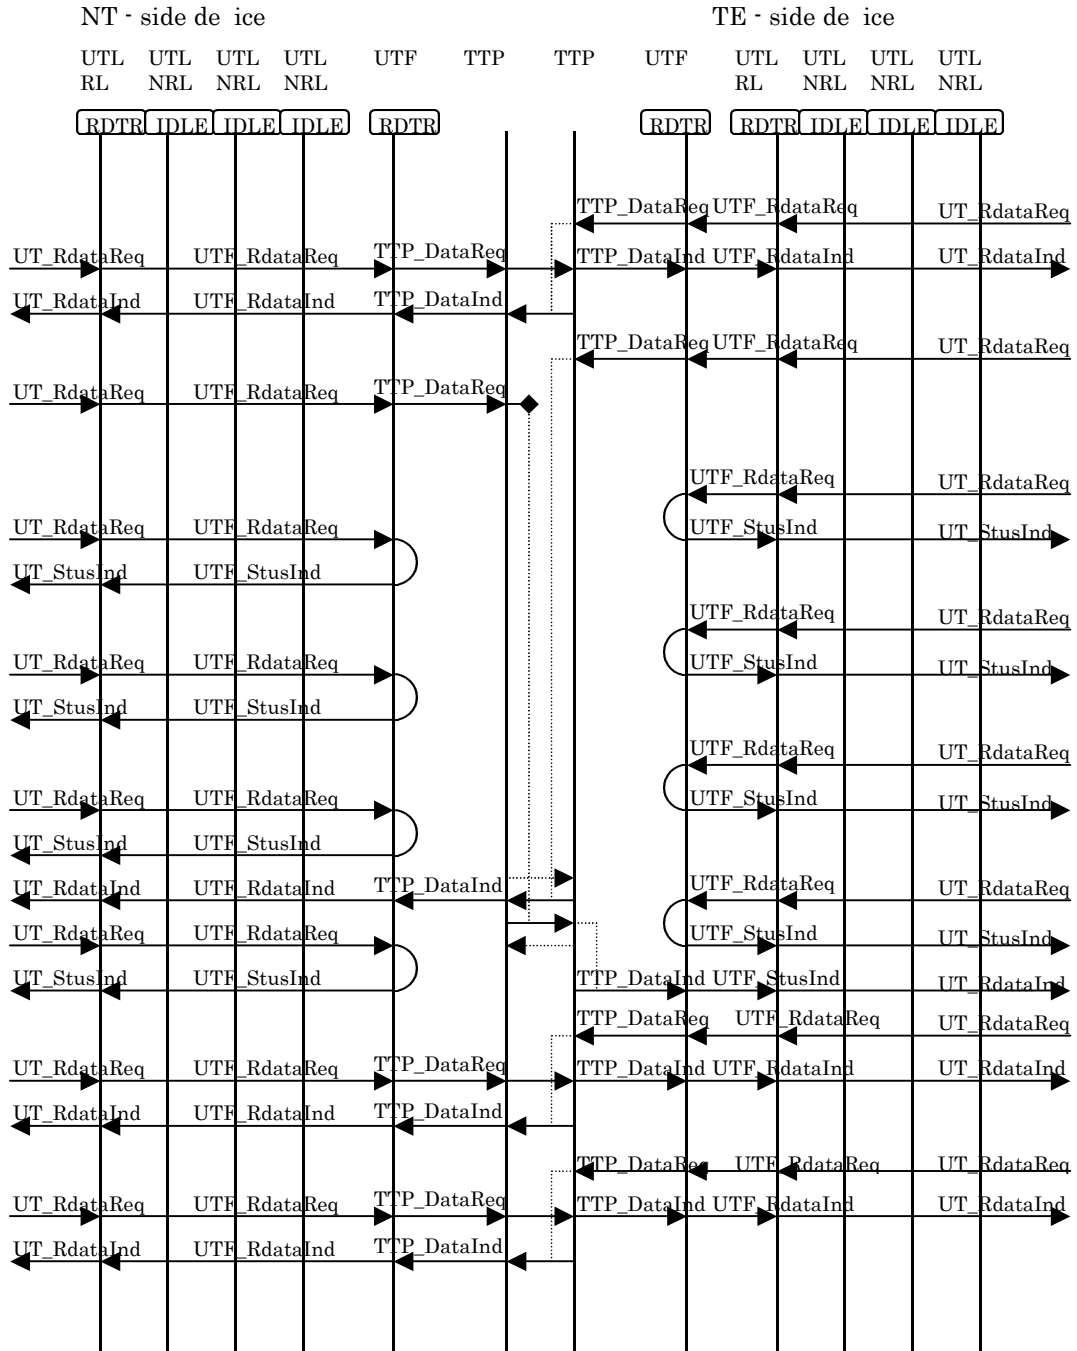 NT - side de ice TE - side de ice
UTL UTL UTL UTL UTF TTP TTP UTF UTL UTL UTL UTL
RL NRL NRL NRL RL NRL NRL NRL
RDTR IDLE IDLE IDLE RDTR RDTR RDTR IDLE IDLE IDLE
TTP_DataReq UTF_RdataReq UT_RdataReq
UT_RdataReq UTF_RdataReq TTP_DataReq TTP_DataInd UTF_RdataInd UT_RdataInd
UT_RdataInd UTF_RdataInd TTP_DataInd
TTP_DataReq UTF_RdataReq UT_RdataReq
UT_RdataReq UTF_RdataReq TTP_DataReq
UTF_RdataReq UT_RdataReq
UT_RdataReq UTF_RdataReq UTF_StusInd UT_StusInd
UT_StusInd UTF_StusInd
UTF_RdataReq UT_RdataReq
UT_RdataReq UTF_RdataReq UTF_StusInd UT_StusInd
UT_StusInd UTF_StusInd
UTF_RdataReq UT_RdataReq
UT_RdataReq UTF_RdataReq UTF_StusInd UT_StusInd
UT_StusInd UTF_StusInd
UT_RdataInd UTF_RdataInd TTP_DataInd UTF_RdataReq UT_RdataReq
UT_RdataReq UTF_RdataReq UTF_StusInd UT_StusInd
UT_StusInd UTF_StusInd TTP_DataInd UTF_StusInd UT_RdataInd
TTP_DataReq UTF_RdataReq UT_RdataReq
UT_RdataReq UTF_RdataReq TTP_DataReq TTP_DataInd UTF_RdataInd UT_RdataInd
UT_RdataInd UTF_RdataInd TTP_DataInd
TTP_DataReq UTF_RdataReq UT_RdataReq
UT_RdataReq UTF_RdataReq TTP_DataReq TTP_DataInd UTF_RdataInd UT_RdataInd
UT_RdataInd UTF_RdataInd TTP_DataInd